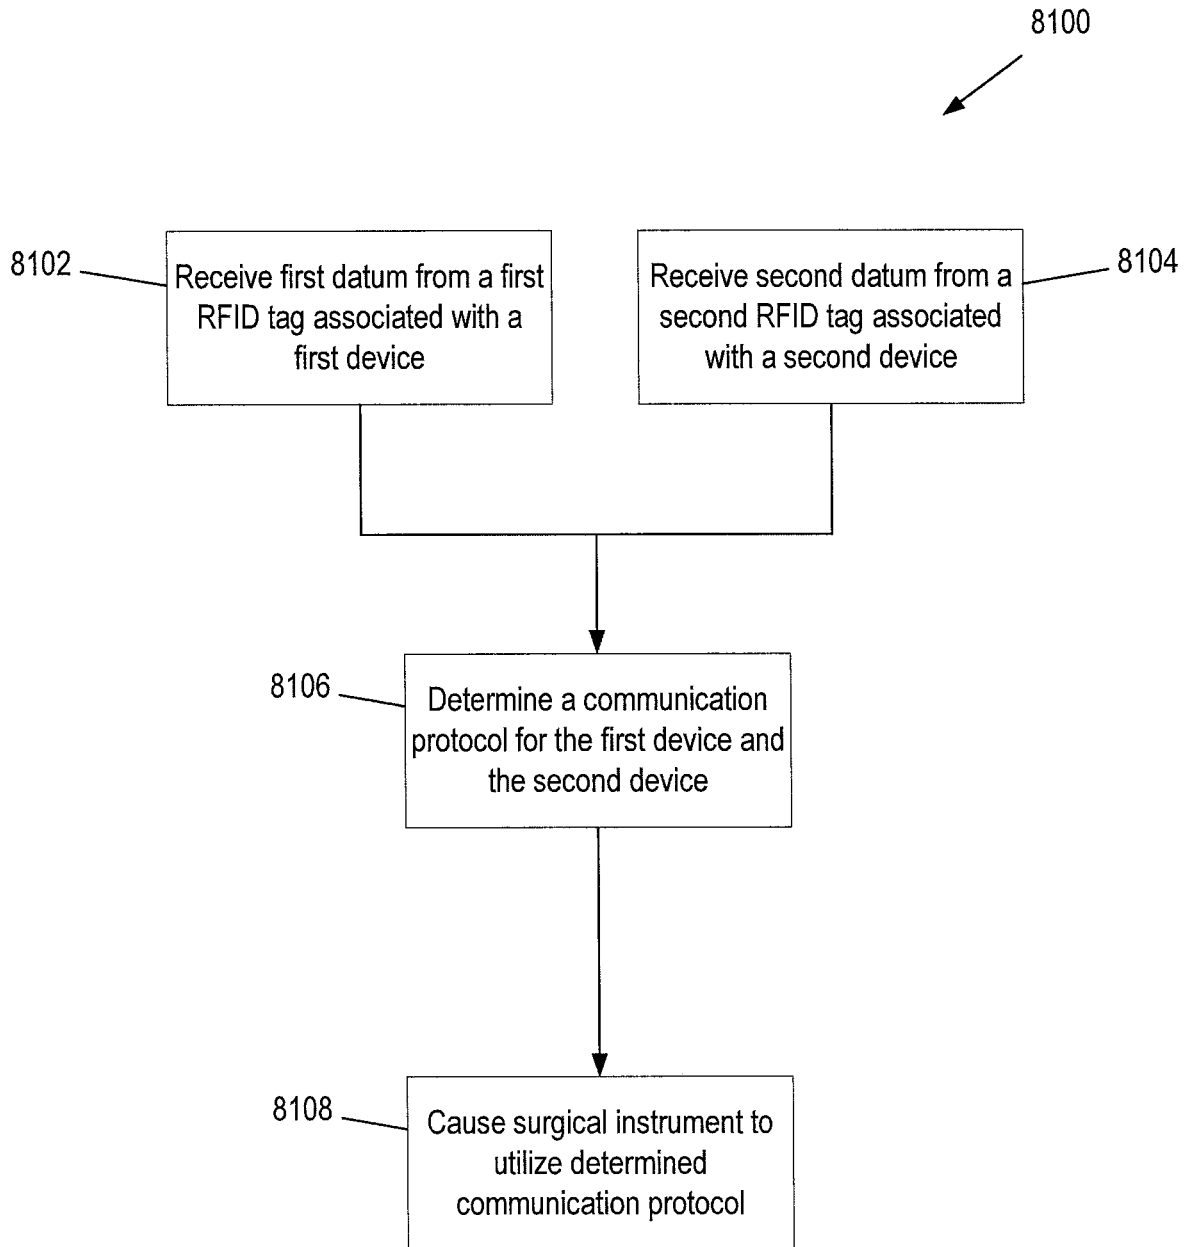 8100
8102
Receive first datum from a first
RFID tag associated with a
first device
Receive second datum from a
second RFID tag associated
with a second device
8104
8106
Determine a communication
protocol for the first device and
the second device
8108
Cause surgical instrument to
utilize determined
communication protocol